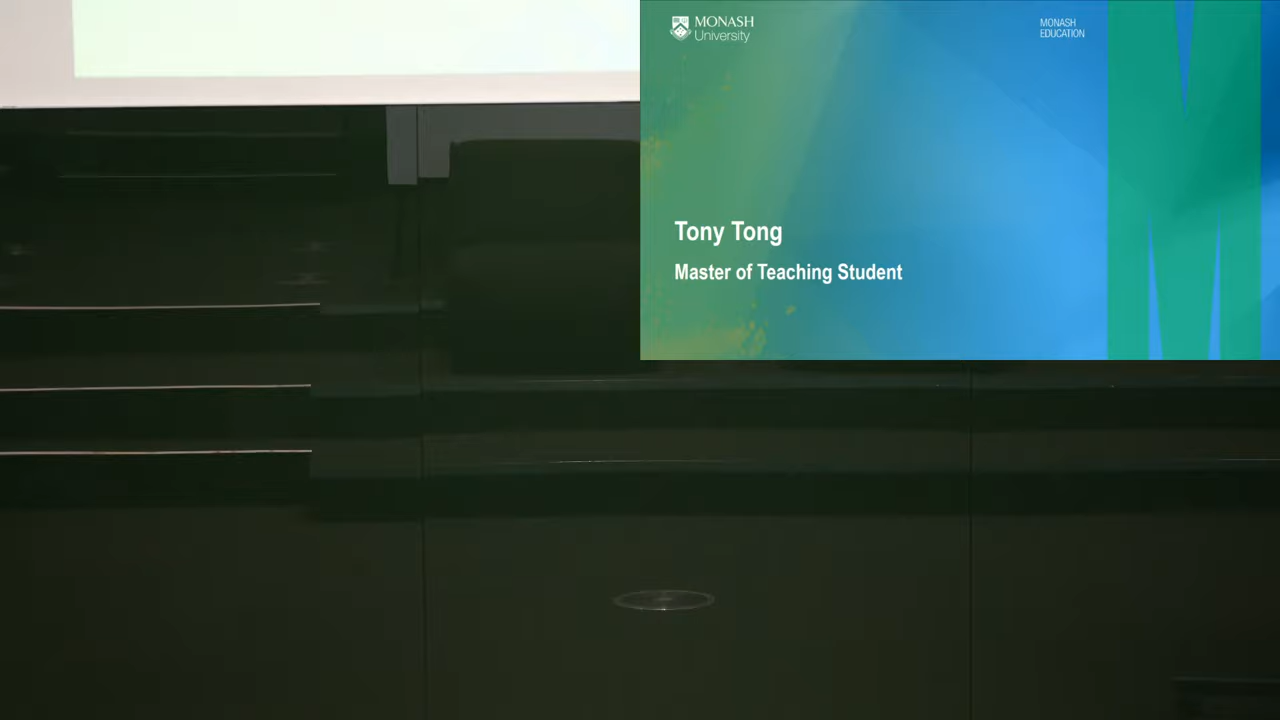 MONASH
University
MONASH
EDUCATION
Tony Tong
Master of Teaching Student